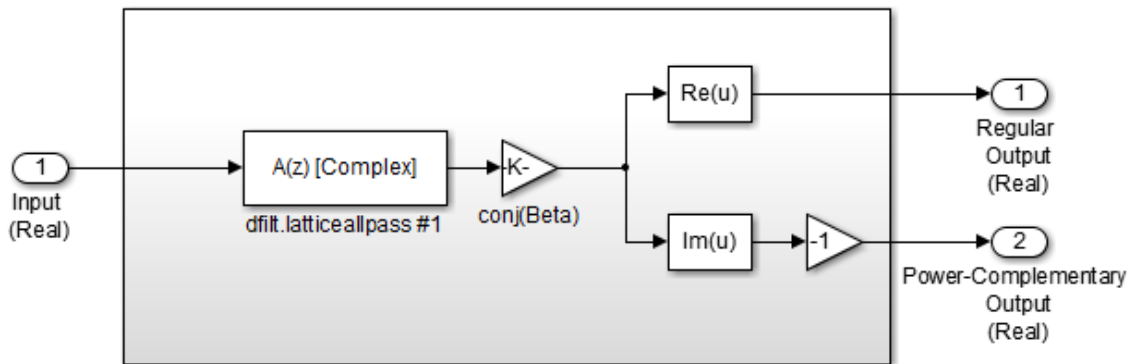 1
Input
(Real)
A(z) [Complex]
dfilt.latticeallpass #1
-K-
conj(Beta)
Re(u)
Im(u)
-1
1
Regular
Output
(Real)
2
Power-Complementary
Output
(Real)